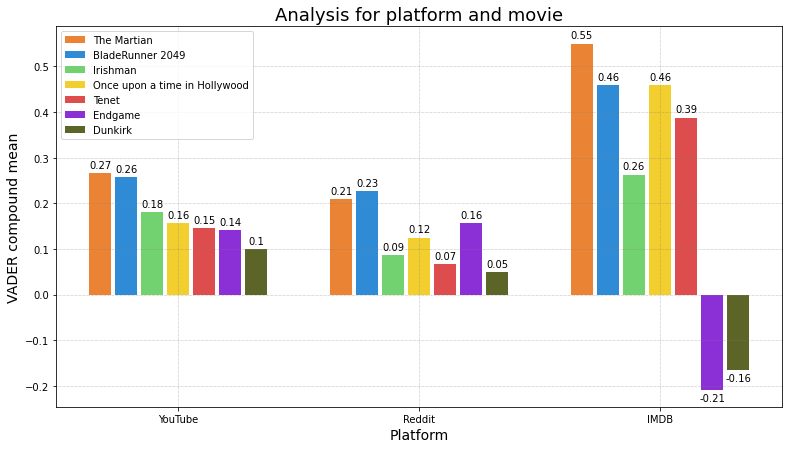 Analysis for platform and movie
The Martian
BladeRunner 2049
Irishman
Once upon a time in Hollywood
Tenet
Endgame
Dunkirk
VADER compound mean
0.5
0.4
0.3
0.2
0.1
0.0
−0.1
−0.2
0.27
0.26
0.18
0.16
0.15
0.14
0.1
0.21
0.23
0.09
0.12
0.07
0.16
0.05
0.55
0.46
0.26
0.46
0.39
-0.21
-0.16
YouTube
Reddit
IMDB
Platform